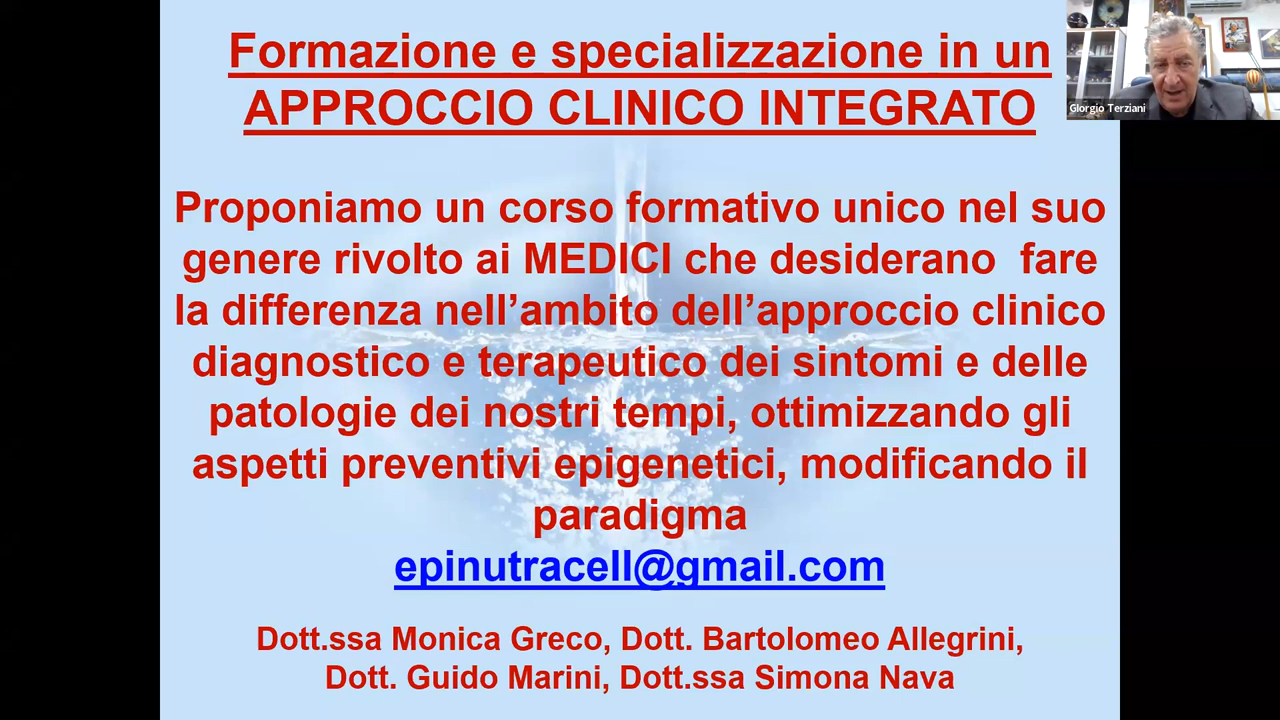 Formazione e specializzazione in un
APPROCCIO CLINICO INTEGRATO
GIorgio Terziani
Proponiamo un corso formativo unico nel suo
genere rivolto ai MEDICI che desiderano  fare
la differenza nell’ambito dell’approccio clinico
diagnostico e terapeutico dei sintomi e delle
patologie dei nostri tempi, ottimizzando gli
aspetti preventivi epigenetici, modificando il
paradigma
epinutracell@gmail.com
Dott.ssa Monica Greco, Dott. Bartolomeo Allegrini,
Dott. Guido Marini, Dott.ssa Simona Nava